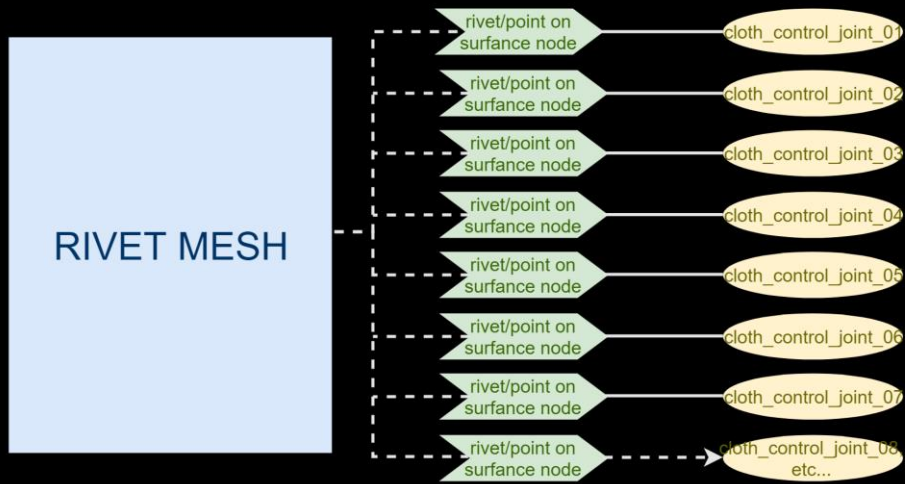 RIVET MESH
rivet/point on
surfance node
cloth_control_joint_01
rivet/point on
surfance node
cloth_control_joint_02
rivet/point on
surfance node
cloth_control_joint_03
rivet/point on
surfance node
cloth_control_joint_04
rivet/point on
surfance node
cloth_control_joint_05
rivet/point on
surfance node
cloth_control_joint_06
rivet/point on
surfance node
cloth_control_joint_07
rivet/point on
surfance node
cloth_control_joint_08,
etc...